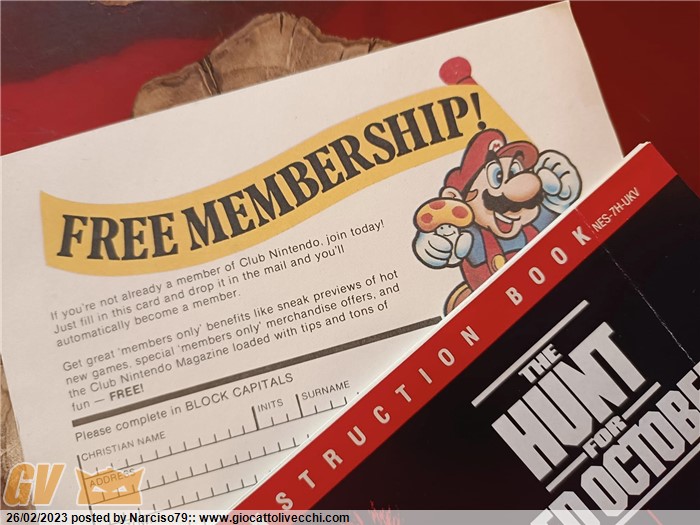 FREE MEMBERSHIP!
If you're not already a member of Club Nintendo, join today!
Just fill in this card and drop it in the mail and you'll
automatically become a member.
Get great 'members only' benefits like sneak previews of hot
new games, special 'members only' merchandise offers, and
the Club Nintendo Magazine loaded with tips and tons of
fun — FREE!
Please complete in BLOCK CAPITALS
CHRISTIAN NAME
INITS
SURNAME
ADDRESS
STRUCTION BOOK
NES-7H-UKV
THE
HUNT
FOR
ED OCTOBE
GV
26/02/2023 posted by Narciso79:: www.giocattolivecchi.com